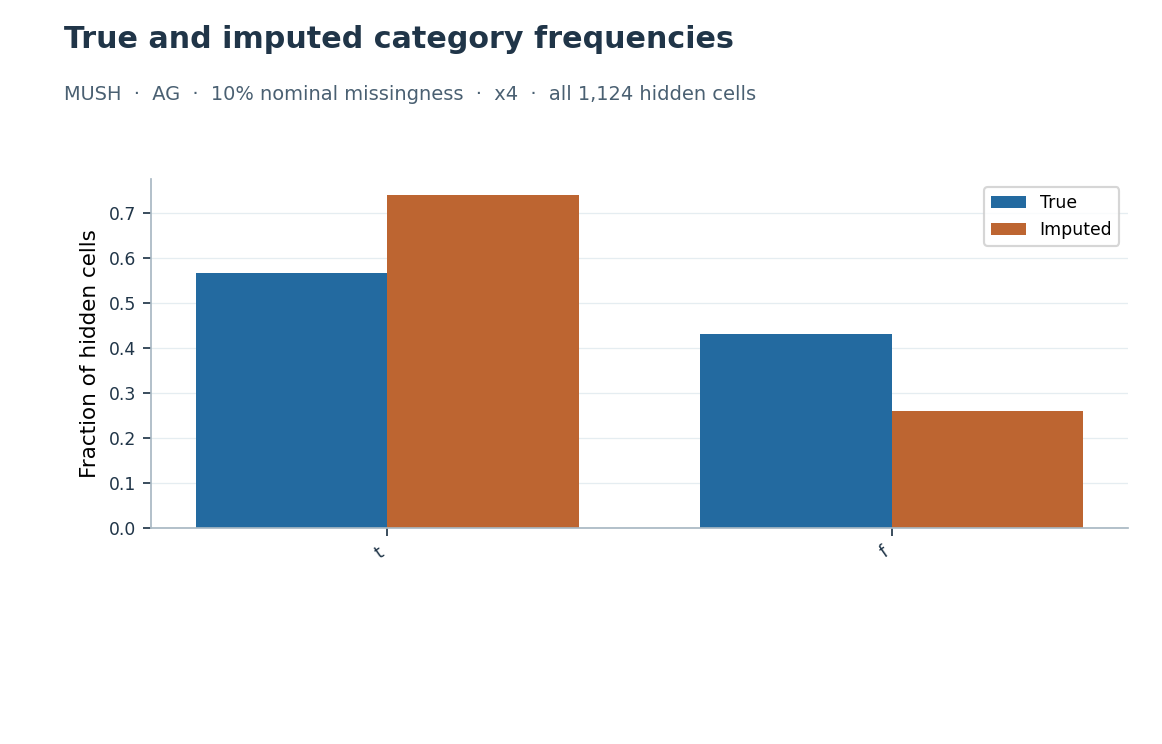 True and imputed category frequencies
MUSH · AG · 10% nominal missingness · x4 · all 1,124 hidden cells
True
Imputed
Fraction of hidden cells
0.7
0.6
0.5
0.4
0.3
0.2
0.1
0.0
t
f